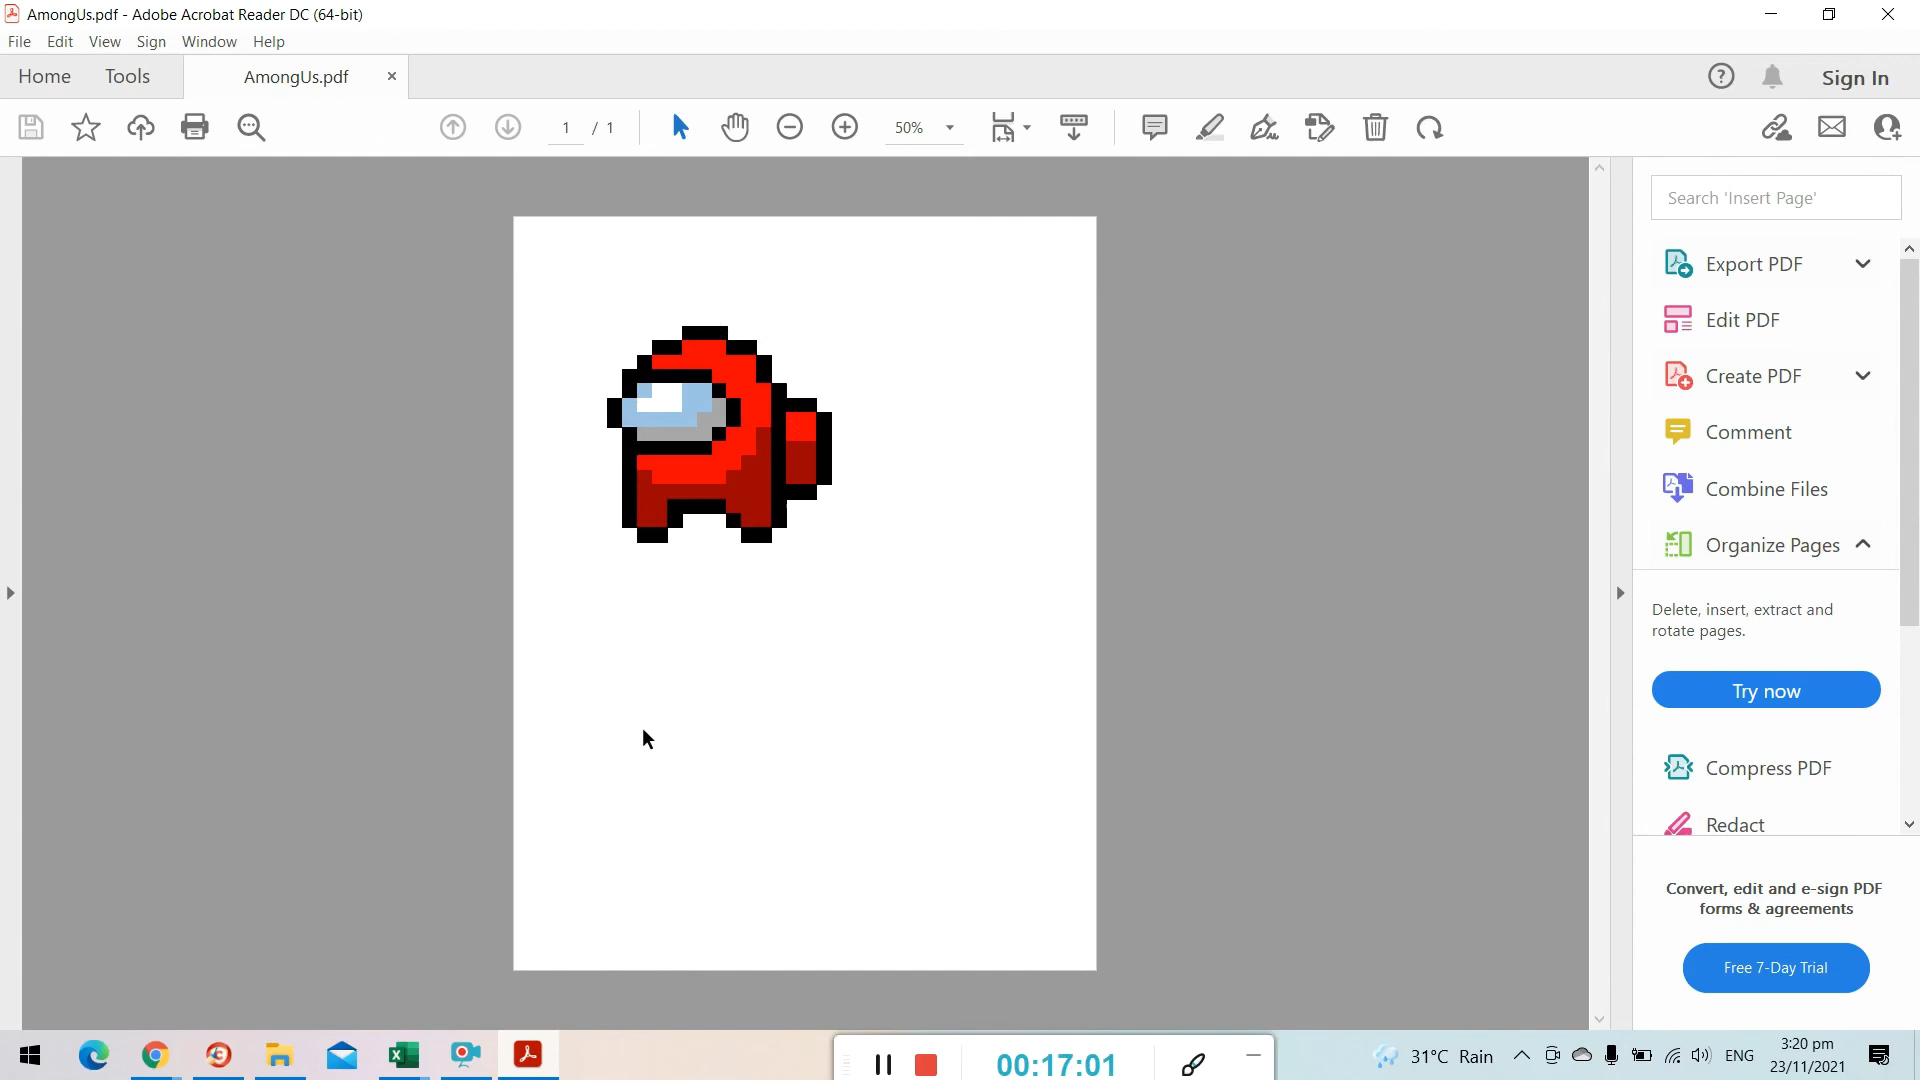 AmongUs.pdf - Adobe Acrobat Reader DC (64-bit)
File Edit View Sign Window Help
Home Tools AmongUs.pdf Sign In
1 / 1 50%
Search 'Insert Page'
Export PDF
Edit PDF
Create PDF
Comment
Combine Files
Organize Pages
Delete, insert, extract and
rotate pages.
Try now
Compress PDF
Redact
Convert, edit and e-sign PDF
forms & agreements
Free 7-Day Trial
00:17:01
31°C Rain
ENG
3:20 pm
23/11/2021